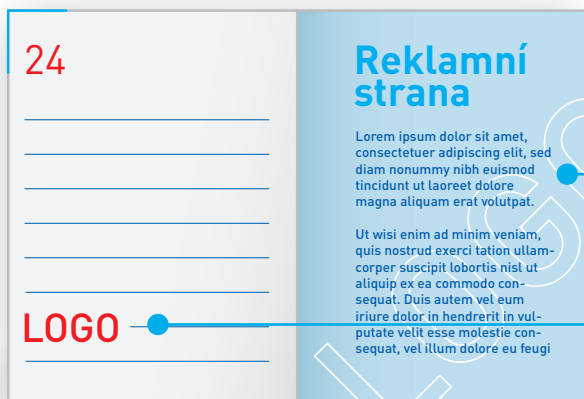 24
LOGO
Reklamní
strana
Lorem ipsum dolor sit amet,
consectetuer adipiscing elit, sed
diam nonummy nibh euismod
tincidunt ut laoreet dolore
magna aliquam erat volutpat.
Ut wisi enim ad minim veniam,
quis nostrud exerci tation ullam-
corper suscipit lobortis nisl ut
aliquip ex ea commodo con-
sequat. Duis autem vel eum
iriure dolor in hendrerit in vul-
putate velit esse molestie con-
sequat, vel illum dolore eu feugi